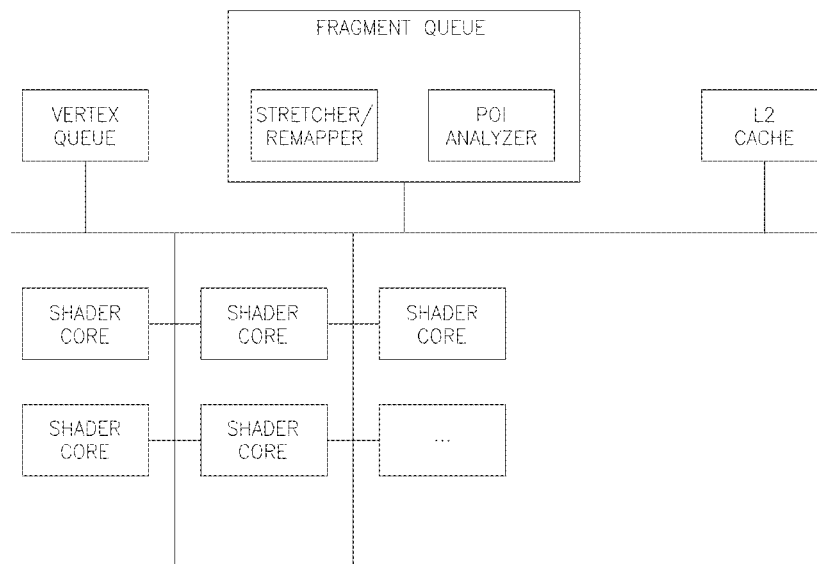 FRAGMENT QUEUE
VERTEX
QUEUE
STRETCHER/
REMAPPER
POI
ANALYZER
L2
CACHE
SHADER
CORE
SHADER
CORE
SHADER
CORE
SHADER
CORE
SHADER
CORE
...